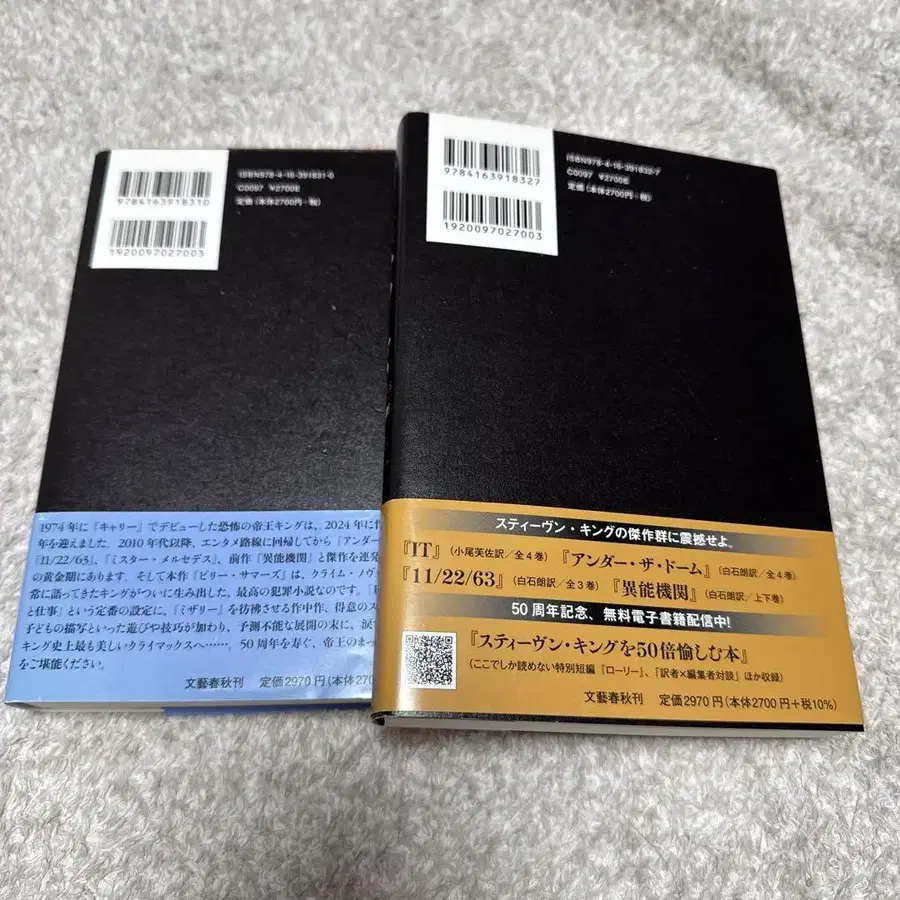 ISBN978-4-16-391831-0
C0097 ¥2700E
定価(本体2700円+税)
9784163918310
1920097027003
1974年に『キャリー』でデビューした恐怖の帝王キングは、2024年に
年を迎えました。2010年代以降、エンタメ路線に回帰してから『アンダー
『11/22/63』、『ミスター・メルセデス』、前作『異能機関』と傑作を連発
の黄金期にあります。そして本作『ビリー・サマーズ』は、クライム・ノヴ
常に語ってきたキングがついに生み出した、最高の犯罪小説なのです。
と仕事」という定番の設定に、『ミザリー』を彷彿させる作中作、得意のス
子どもの描写といった遊びや技巧が加わり、予測不能な展開の末に、涙
キング史上最も美しいクライマックスへ……。50周年を寿ぐ、帝王のまっ
をご堪能ください。
文藝春秋刊 定価2970円(本体270
ISBN978-4-16-391832-7
C0097 ¥2700E
定価(本体2700円+税)
9784163918327
1920097027003
スティーヴン・キングの傑作群に震撼せよ。
『IT』(小尾芙佐訳/全4巻) 『アンダー・ザ・ドーム』(白石朗訳/全4巻)
『11/22/63』(白石朗訳/全3巻) 『異能機関』(白石朗訳/上下巻)
50周年記念、無料電子書籍配信中!
『スティーヴン・キングを50倍愉しむ本』
(ここでしか読めない特別短編『ローリー』、「訳者×編集者対談」ほか収録)
文藝春秋刊 定価2970円(本体2700円+税10%)